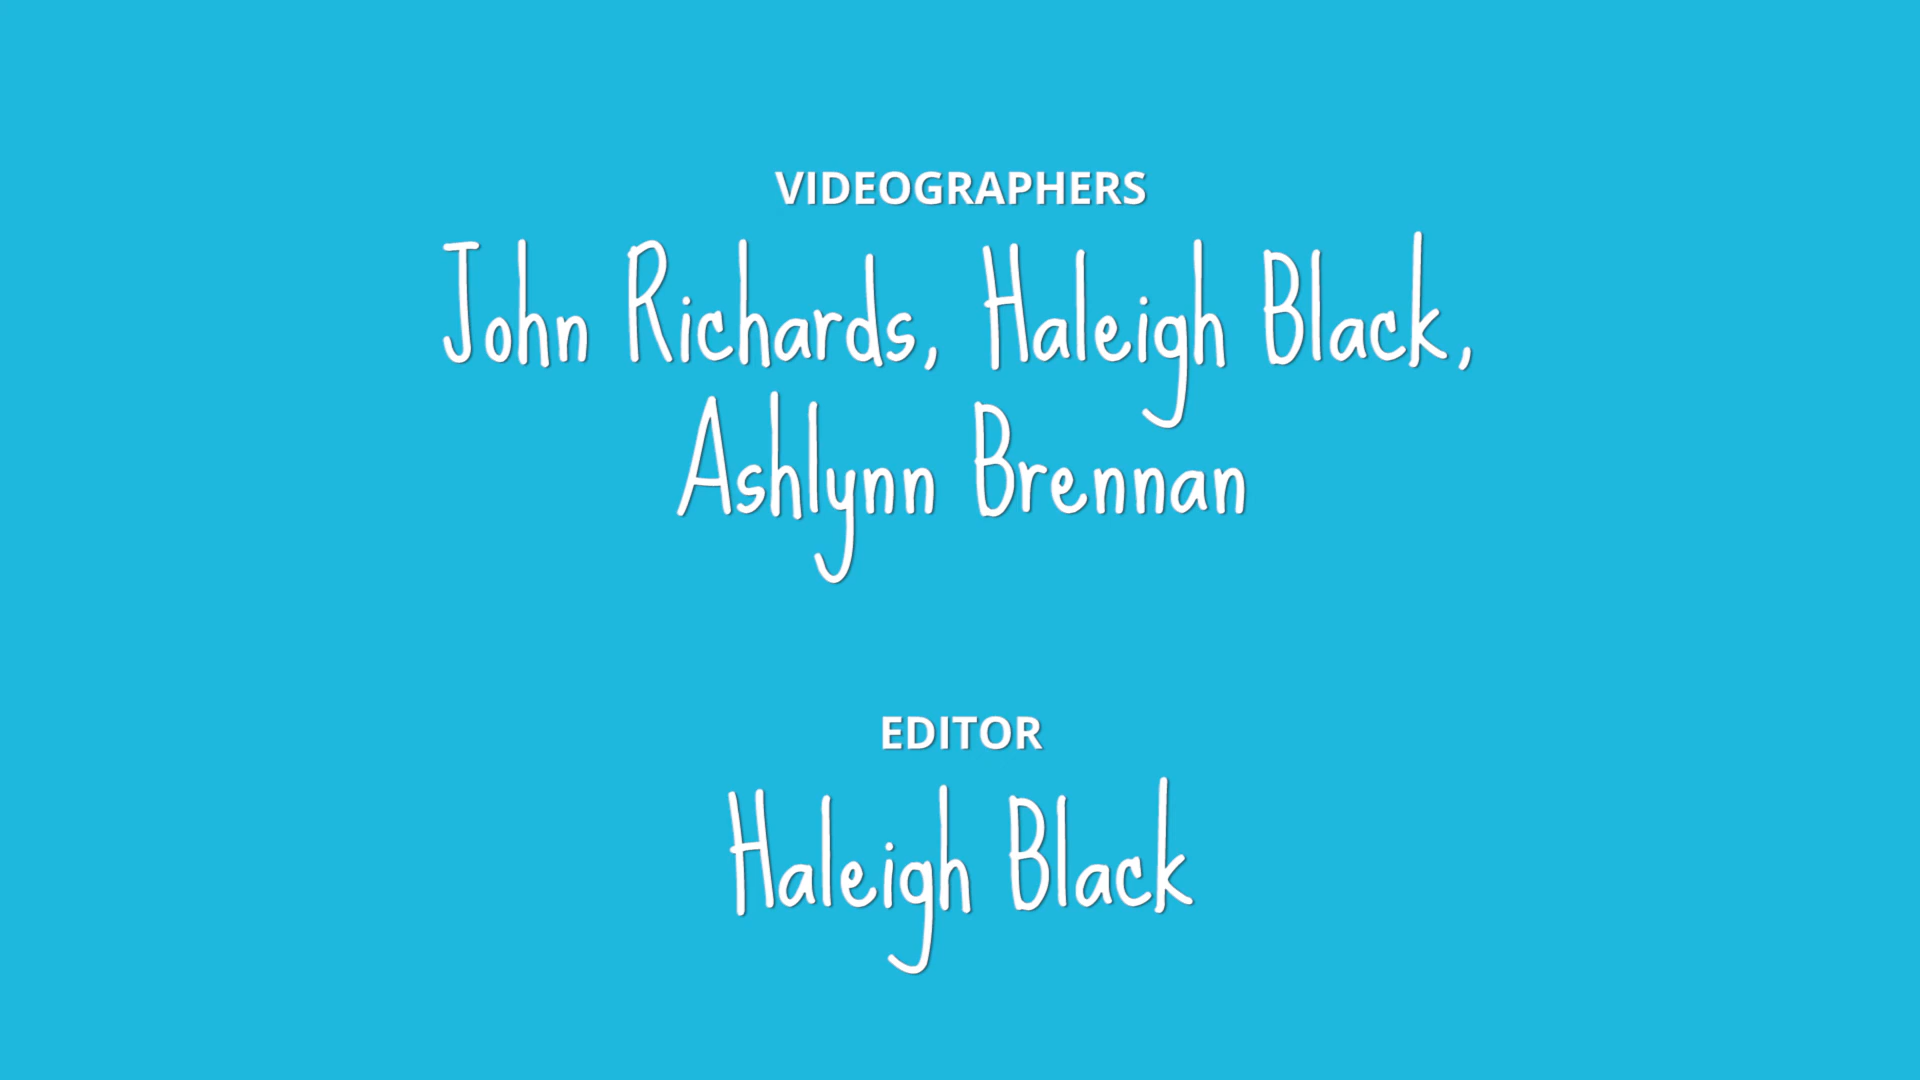 VIDEOGRAPHERS
John Richards, Haleigh Black,
Ashlynn Brennan
EDITOR
Haleigh Black